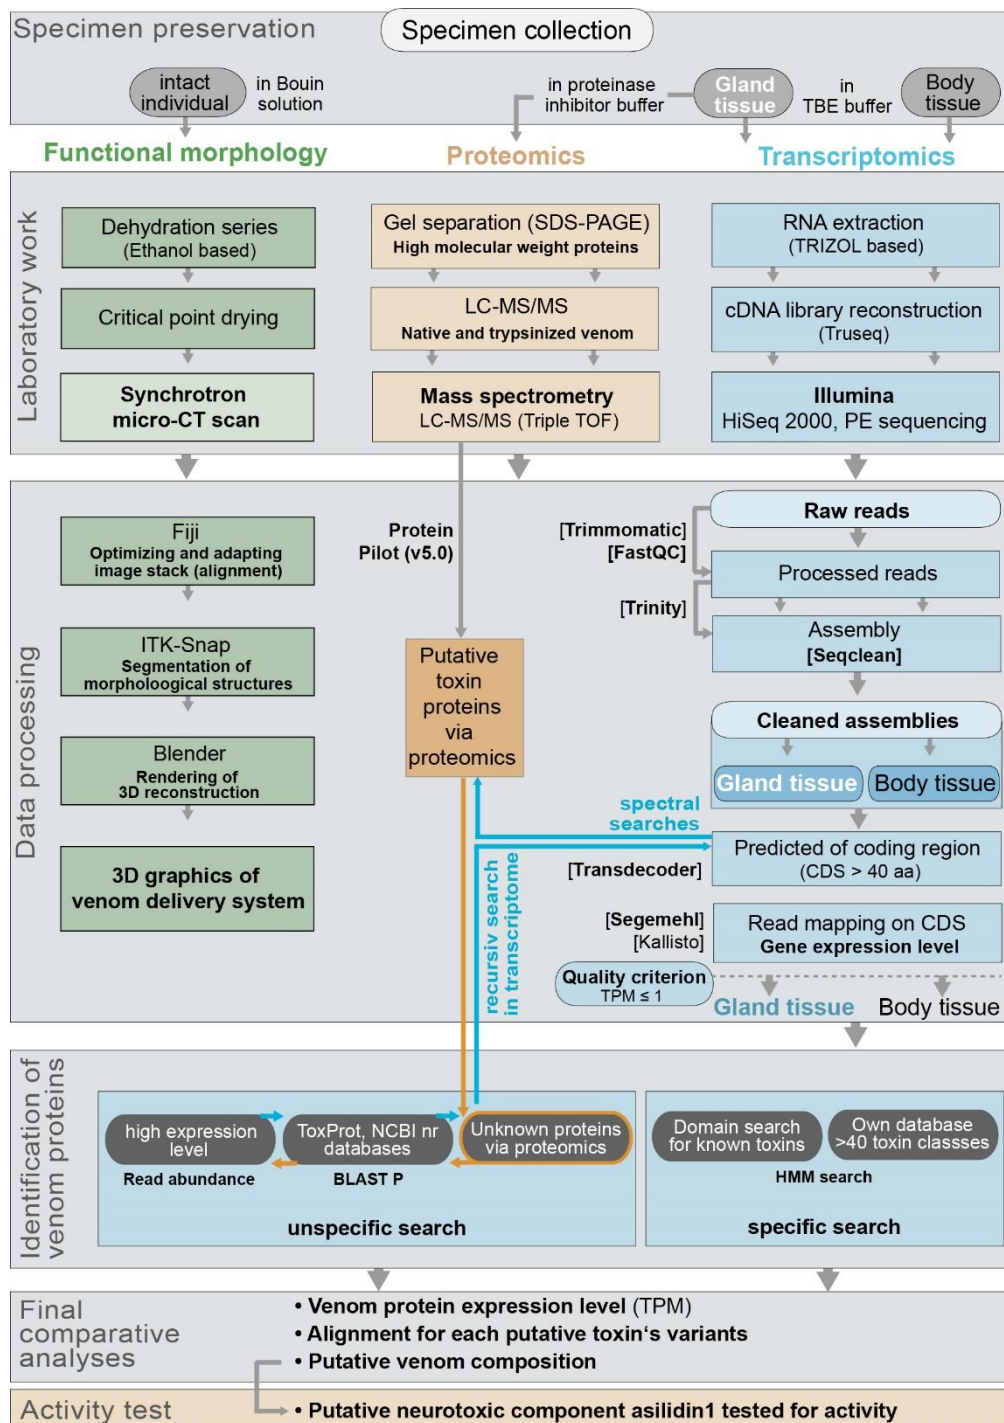 Specimen preservation
Specimen collection
intact
individual
in Bouin
solution
in proteinase
inhibitor buffer
Gland
tissue
in
TBE buffer
Body
tissue
Functional morphology
Proteomics
Transcriptomics
Laboratory work
Dehydration series
(Ethanol based)
Critical point drying
Synchrotron
micro-CT scan
Gel separation (SDS-PAGE)
High molecular weight proteins
LC-MS/MS
Native and trypsinized venom
Mass spectrometry
LC-MS/MS (Triple TOF)
RNA extraction
(TRIZOL based)
cDNA library reconstruction
(Truseq)
Illumina
HiSeq 2000, PE sequencing
Data processing
Fiji
Optimizing and adapting
image stack (alignment)
ITK-Snap
Segmentation of
morpholoogical structures
Blender
Rendering of
3D reconstruction
3D graphics of
venom delivery system
Protein
Pilot (v5.0)
Putative
toxin
proteins
via
proteomics
[Trimmomatic]
[FastQC]
[Trinity]
Raw reads
Processed reads
Assembly
[Seqclean]
Cleaned assemblies
Gland tissue
Body tissue
spectral
searches
recursiv search
in transcriptome
[Transdecoder]
Predicted of coding region
(CDS > 40 aa)
[Segemehl]
[Kallisto]
Read mapping on CDS
Gene expression level
Quality criterion
TPM ≤ 1
Gland tissue
Body tissue
Identification of
venom proteins
high expression
level
Read abundance
ToxProt, NCBI nr
databases
BLAST P
Unknown proteins
via proteomics
unspecific search
Domain search
for known toxins
Own database
>40 toxin classses
HMM search
specific search
Final
comparative
analyses
• Venom protein expression level (TPM)
• Alignment for each putative toxin's variants
• Putative venom composition
Activity test
• Putative neurotoxic component asilidin1 tested for activity